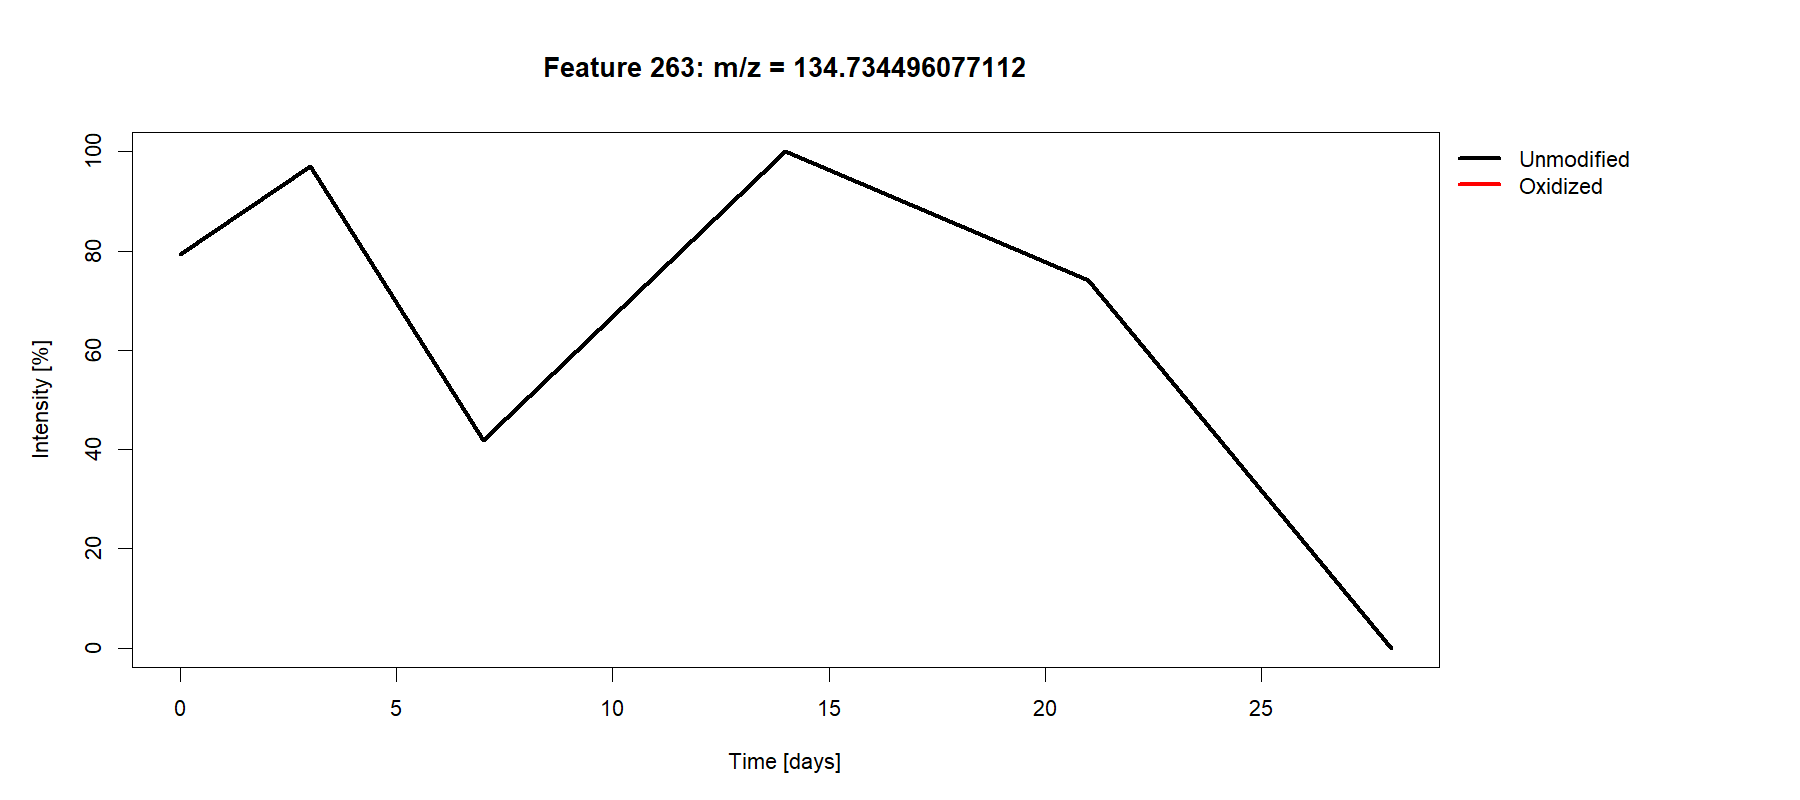 Feature 263: m/z = 134.734496077112
Unmodified
Oxidized
Intensity [%]
100
80
60
40
20
0
0 5 10 15 20 25
Time [days]